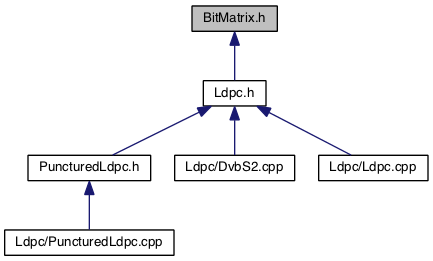 BitMatrix.h
Ldpc.h
PuncturedLdpc.h
Ldpc/DvbS2.cpp
Ldpc/Ldpc.cpp
Ldpc/PuncturedLdpc.cpp